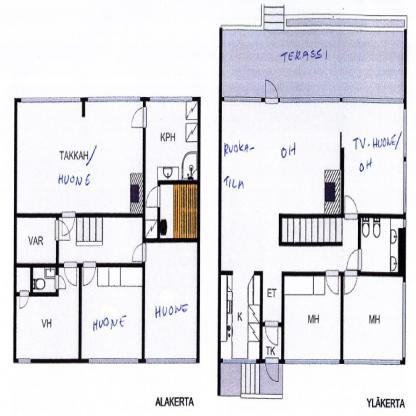 TERASSI
KPH
TAKKAH/
HUONE
RUOKA-
TILA
OH
TV-HUONE/
OH
VAR
VH
HUONE
HUONE
K
ET
TK
MH
MH
ALAKERTA
YLÄKERTA